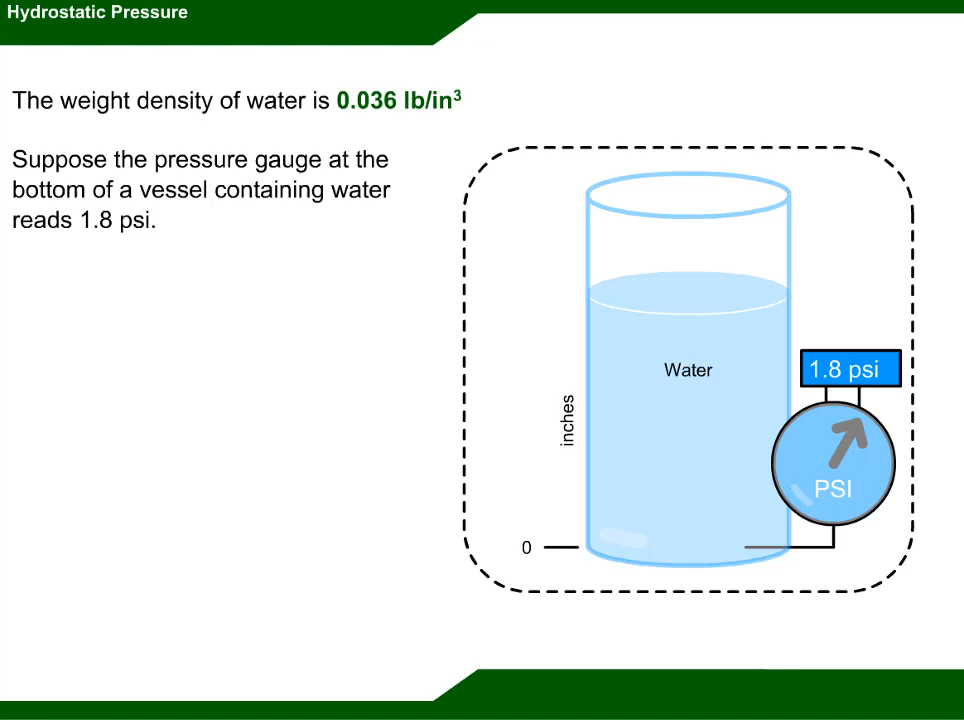 Hydrostatic Pressure
The weight density of water is 0.036 lb/in³
Suppose the pressure gauge at the
bottom of a vessel containing water
reads 1.8 psi.
Water
1.8 psi
inches
PSI
0